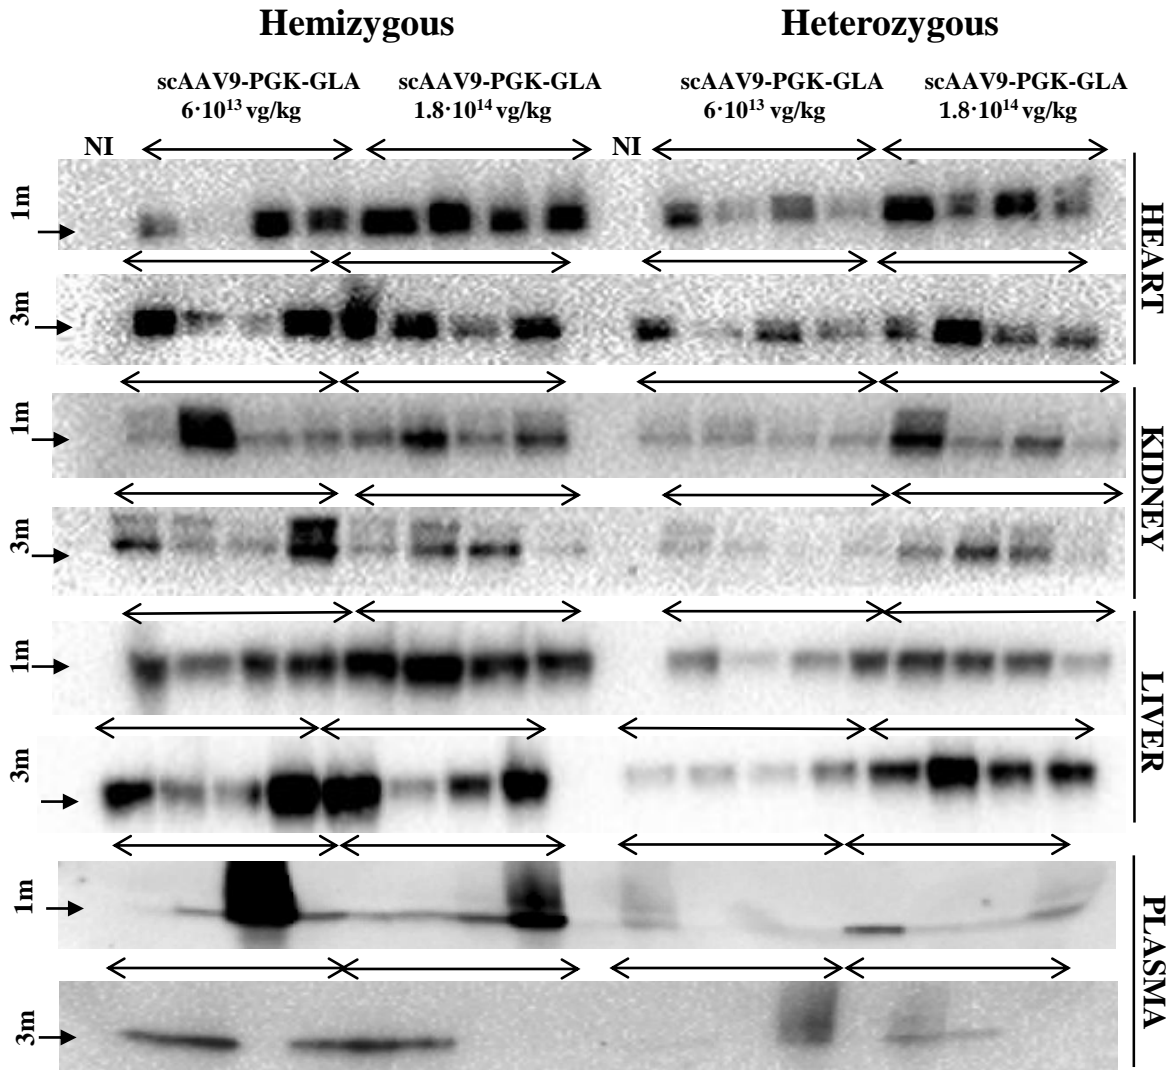 Hemizygous Heterozygous
scAAV9-PGK-GLA scAAV9-PGK-GLA scAAV9-PGK-GLA scAAV9-PGK-GLA
6·10¹³ vg/kg 1.8·10¹⁴ vg/kg 6·10¹³ vg/kg 1.8·10¹⁴ vg/kg
NI NI
1m
HEART
3m
1m
KIDNEY
3m
1m
LIVER
3m
1m
PLASMA
3m